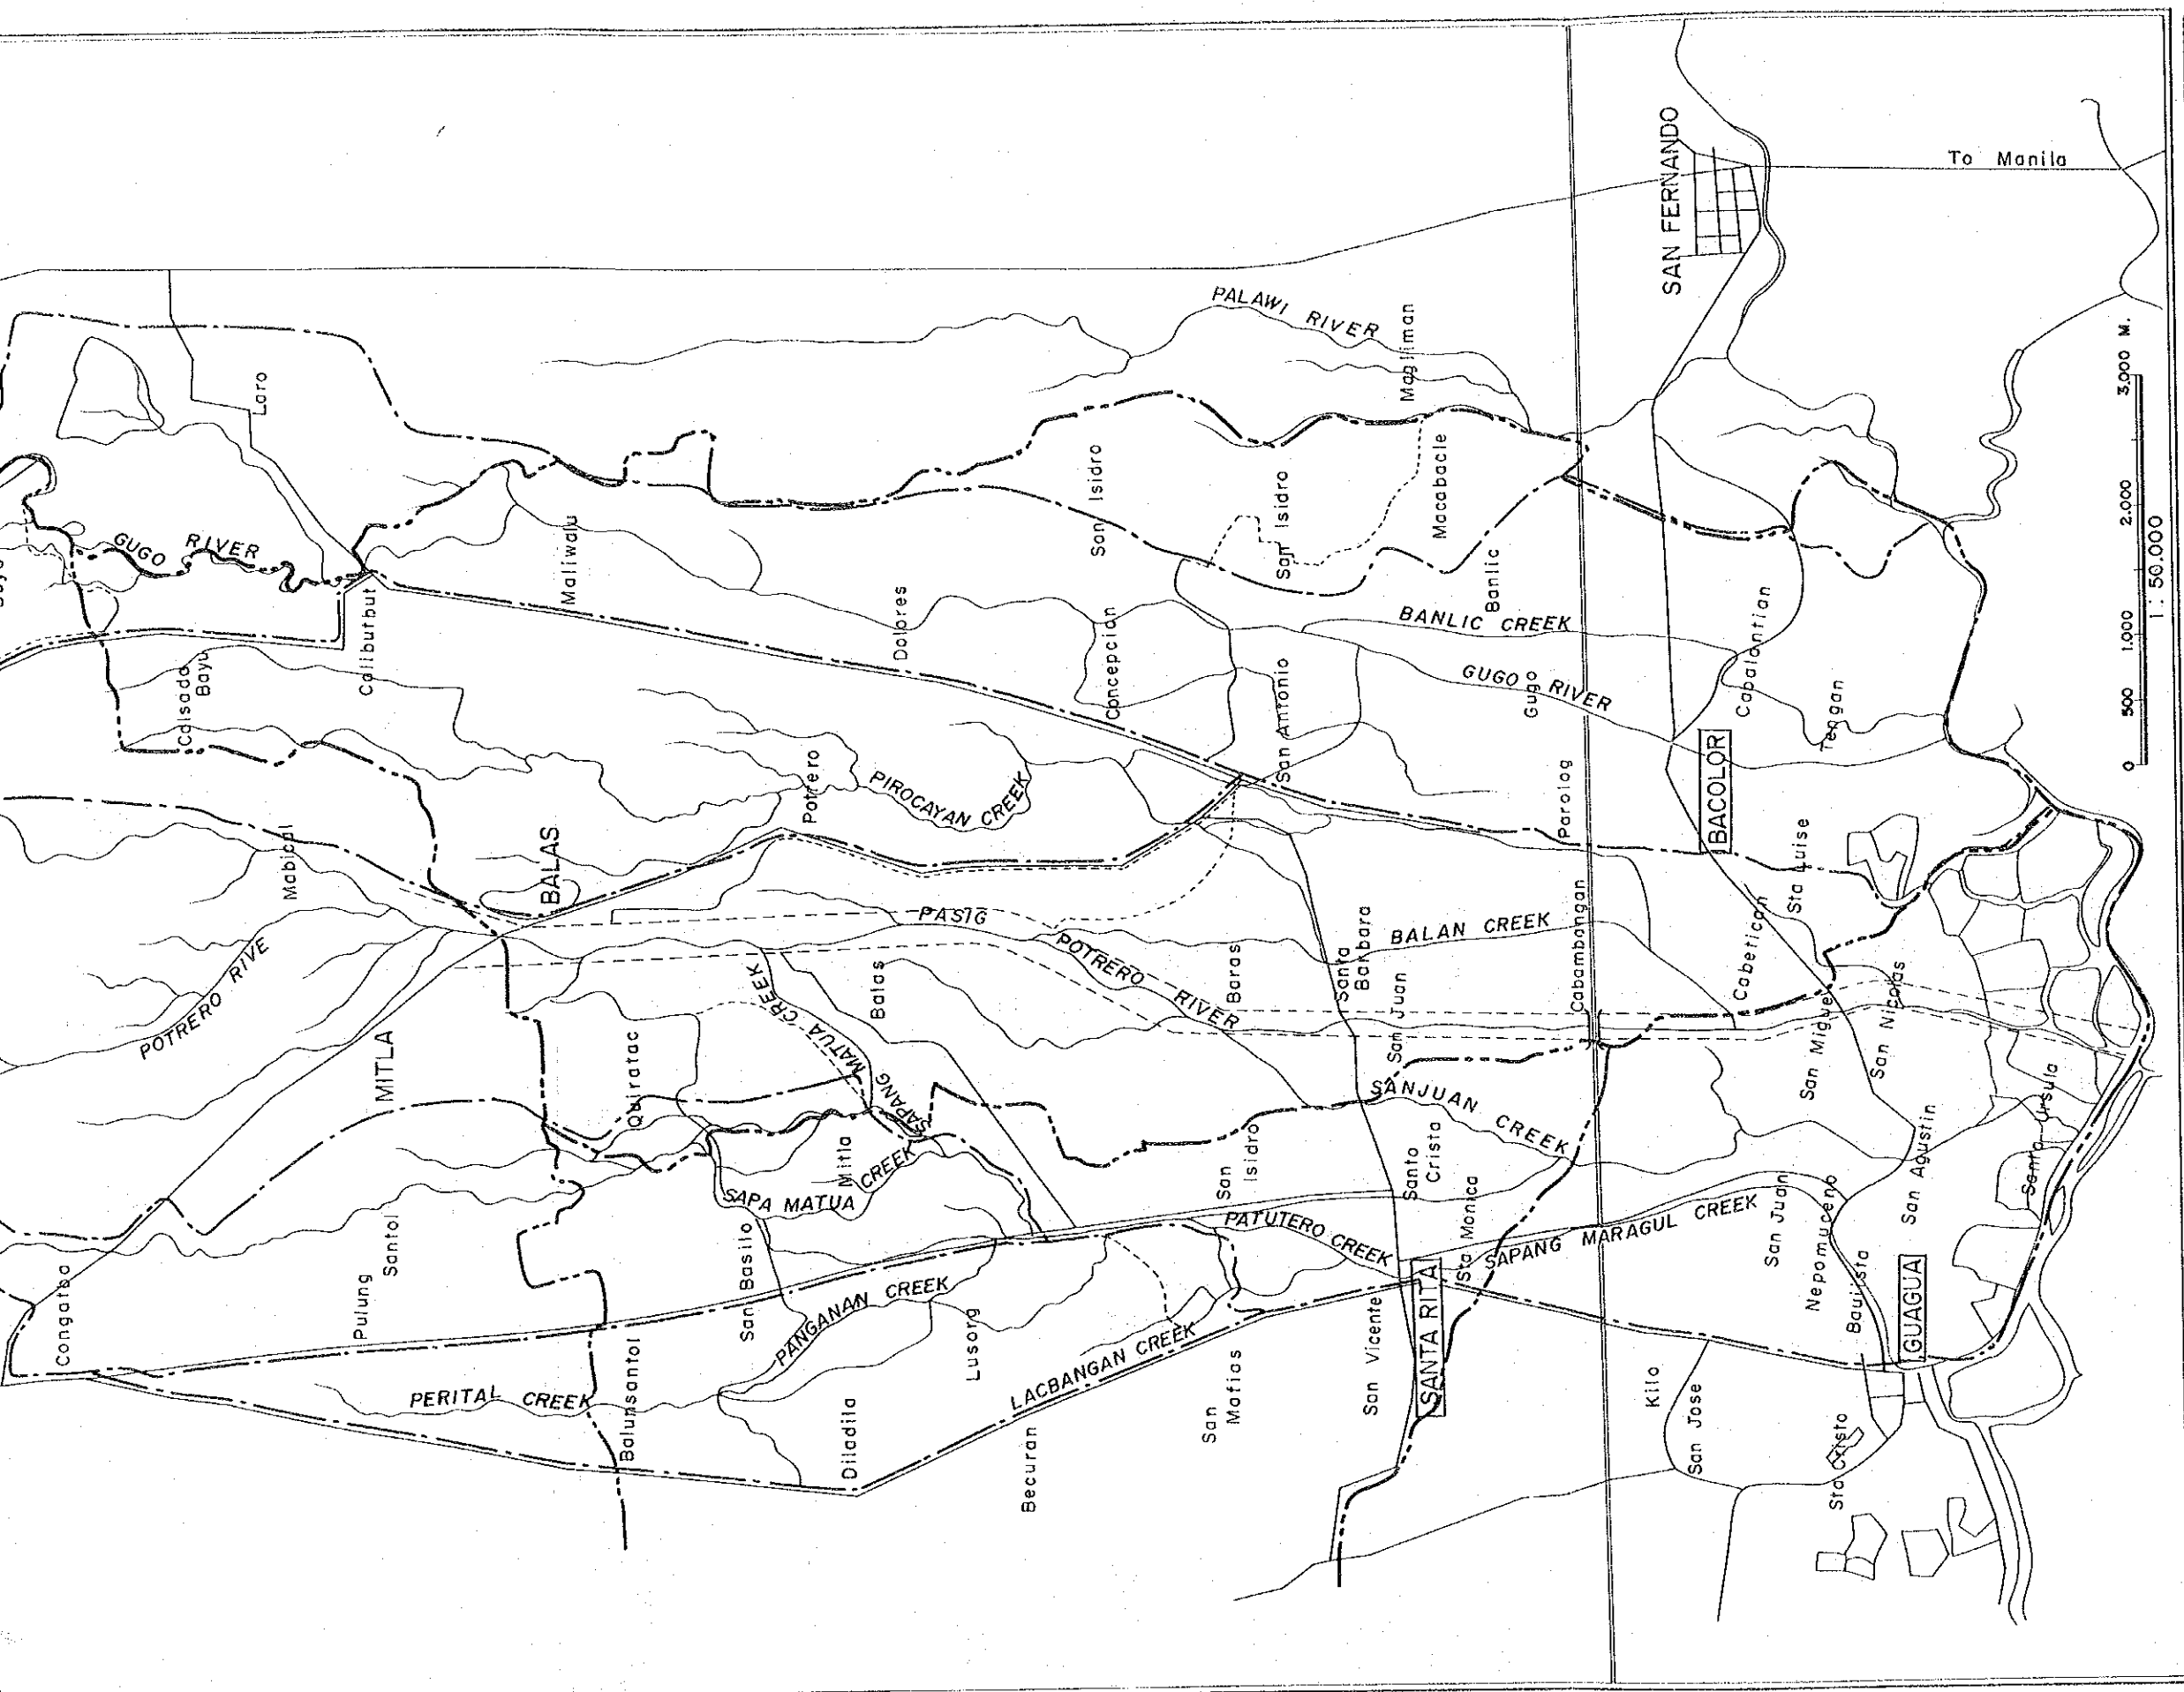 SAN FERNANDO
To Manila
PALAWI RIVER
Magliman
Laro
GUGO RIVER
San Isidro
San Isidro
Macabacle
Maliwalu
Banlic
BANLIC CREEK
Calibutbut
Dolores
Concepcion
Cabalantian
Calsada
Bayu
San Antonio
GUGO RIVER
Gugo
Tengan
Potrero
PIROCAYAN CREEK
Parolog
BACOLOR
Mabical
BALAS
Sta Luise
PASIG
POTRERO RIVER
BALAN CREEK
Cabambangan
Cabetican
Santa
Barbara
Baras
Balas
San Juan
San Nicolas
San Miguel
POTRERO RIVE
MITLA
Quiratac
SAPANG MATUA CREEK
Mitla
SAPA MATUA CREEK
SANJUAN CREEK
San
Isidro
Santo
Crista
Sta Monica
PATUTERO CREEK
SAPANG MARAGUL CREEK
San Juan
Nepomuceno
Bauista
San Agustin
Santa Ursula
Santol
Pulung
Congatba
San Basilo
PANGANAN CREEK
Lusong
LACBANGAN CREEK
San
Mafias
San Vicente
SANTA RITA
GUAGUA
PERITAL CREEK
Balunsantol
Diladila
Becuran
Kilo
San Jose
Sta Cristo
0 500 1.000 2.000 3.000 M.
1 : 50.000